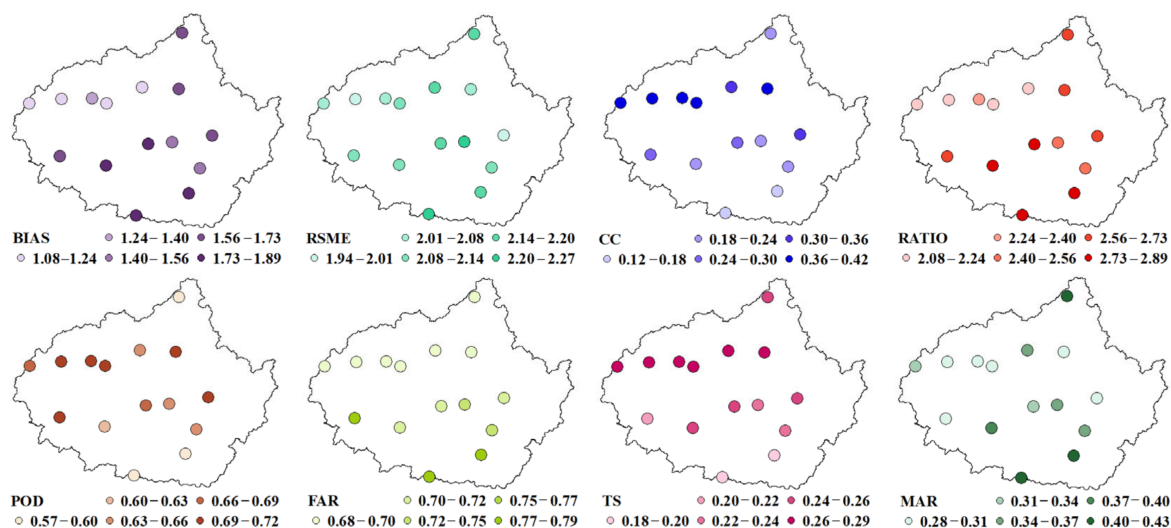 BIAS 1.24–1.40 1.56–1.73
1.08–1.24 1.40–1.56 1.73–1.89
RSME 2.01–2.08 2.14–2.20
1.94–2.01 2.08–2.14 2.20–2.27
CC 0.18–0.24 0.30–0.36
0.12–0.18 0.24–0.30 0.36–0.42
RATIO 2.24–2.40 2.56–2.73
2.08–2.24 2.40–2.56 2.73–2.89
POD 0.60–0.63 0.66–0.69
0.57–0.60 0.63–0.66 0.69–0.72
FAR 0.70–0.72 0.75–0.77
0.68–0.70 0.72–0.75 0.77–0.79
TS 0.20–0.22 0.24–0.26
0.18–0.20 0.22–0.24 0.26–0.29
MAR 0.31–0.34 0.37–0.40
0.28–0.31 0.34–0.37 0.40–0.43